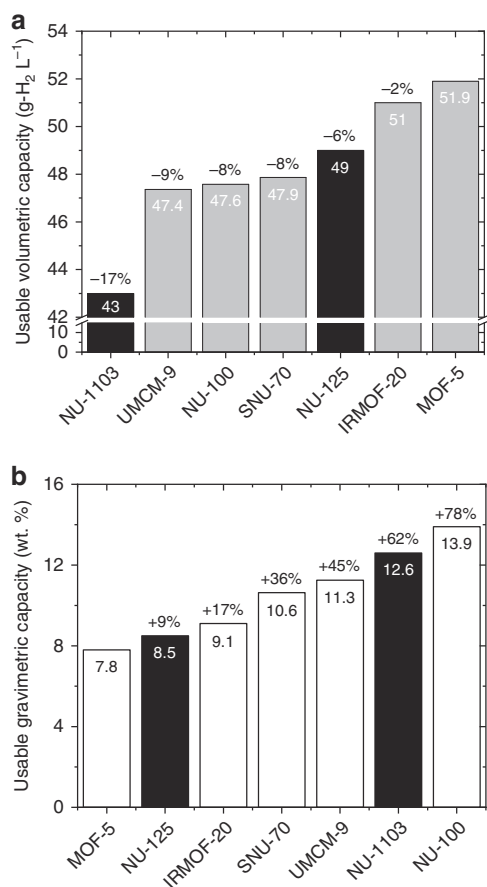 a
Usable volumetric capacity (g-H₂ L⁻¹)
54
52
50
48
46
44
42
10
0
–17%
43
–9%
47.4
–8%
47.6
–8%
47.9
–6%
49
–2%
51
51.9
NU-1103
UMCM-9
NU-100
SNU-70
NU-125
IRMOF-20
MOF-5
b
Usable gravimetric capacity (wt. %)
16
12
8
4
0
7.8
+9%
8.5
+17%
9.1
+36%
10.6
+45%
11.3
+62%
12.6
+78%
13.9
MOF-5
NU-125
IRMOF-20
SNU-70
UMCM-9
NU-1103
NU-100